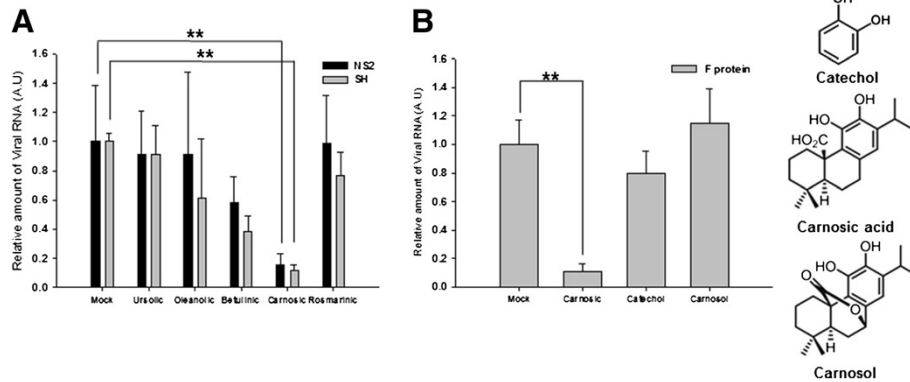 A
**
**
NS2
SH
Relative amount of Viral RNA (A.U)
1.6
1.4
1.2
1.0
0.8
0.6
0.4
0.2
0.0
Mock Ursolic Oleanolic Betulinic Carnosic Rosmarinic
B
**
F protein
Relative amount of Viral RNA (A.U)
1.6
1.4
1.2
1.0
0.8
0.6
0.4
0.2
0.0
Mock Carnosic Catechol Carnosol
OH
OH
Catechol
OH
HO
HO2C
H
Carnosic acid
OH
HO
O
O
H
Carnosol